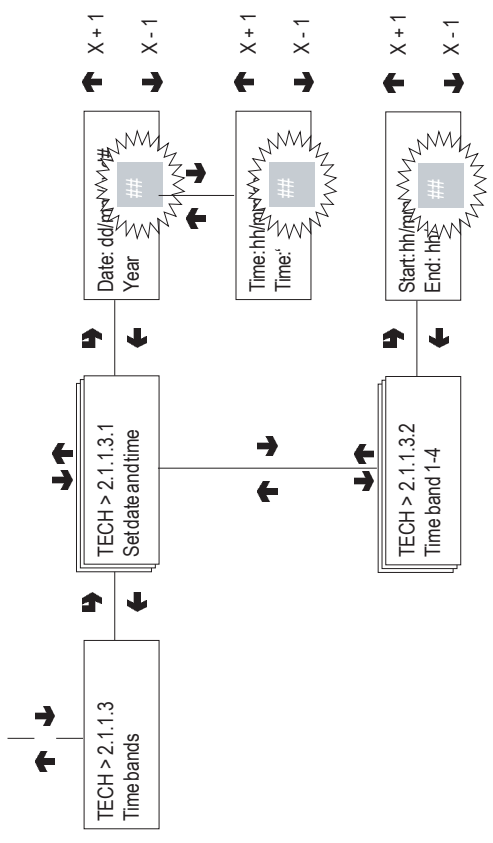 TECH > 2.1.1.3
Time bands
TECH > 2.1.1.3.1
Set date and time
Date: dd/
Year
##
X + 1
X - 1
Time: hh/
Time:'
##
X + 1
X - 1
TECH > 2.1.1.3.2
Time band 1-4
Start: hh/
End: hh
##
X + 1
X - 1